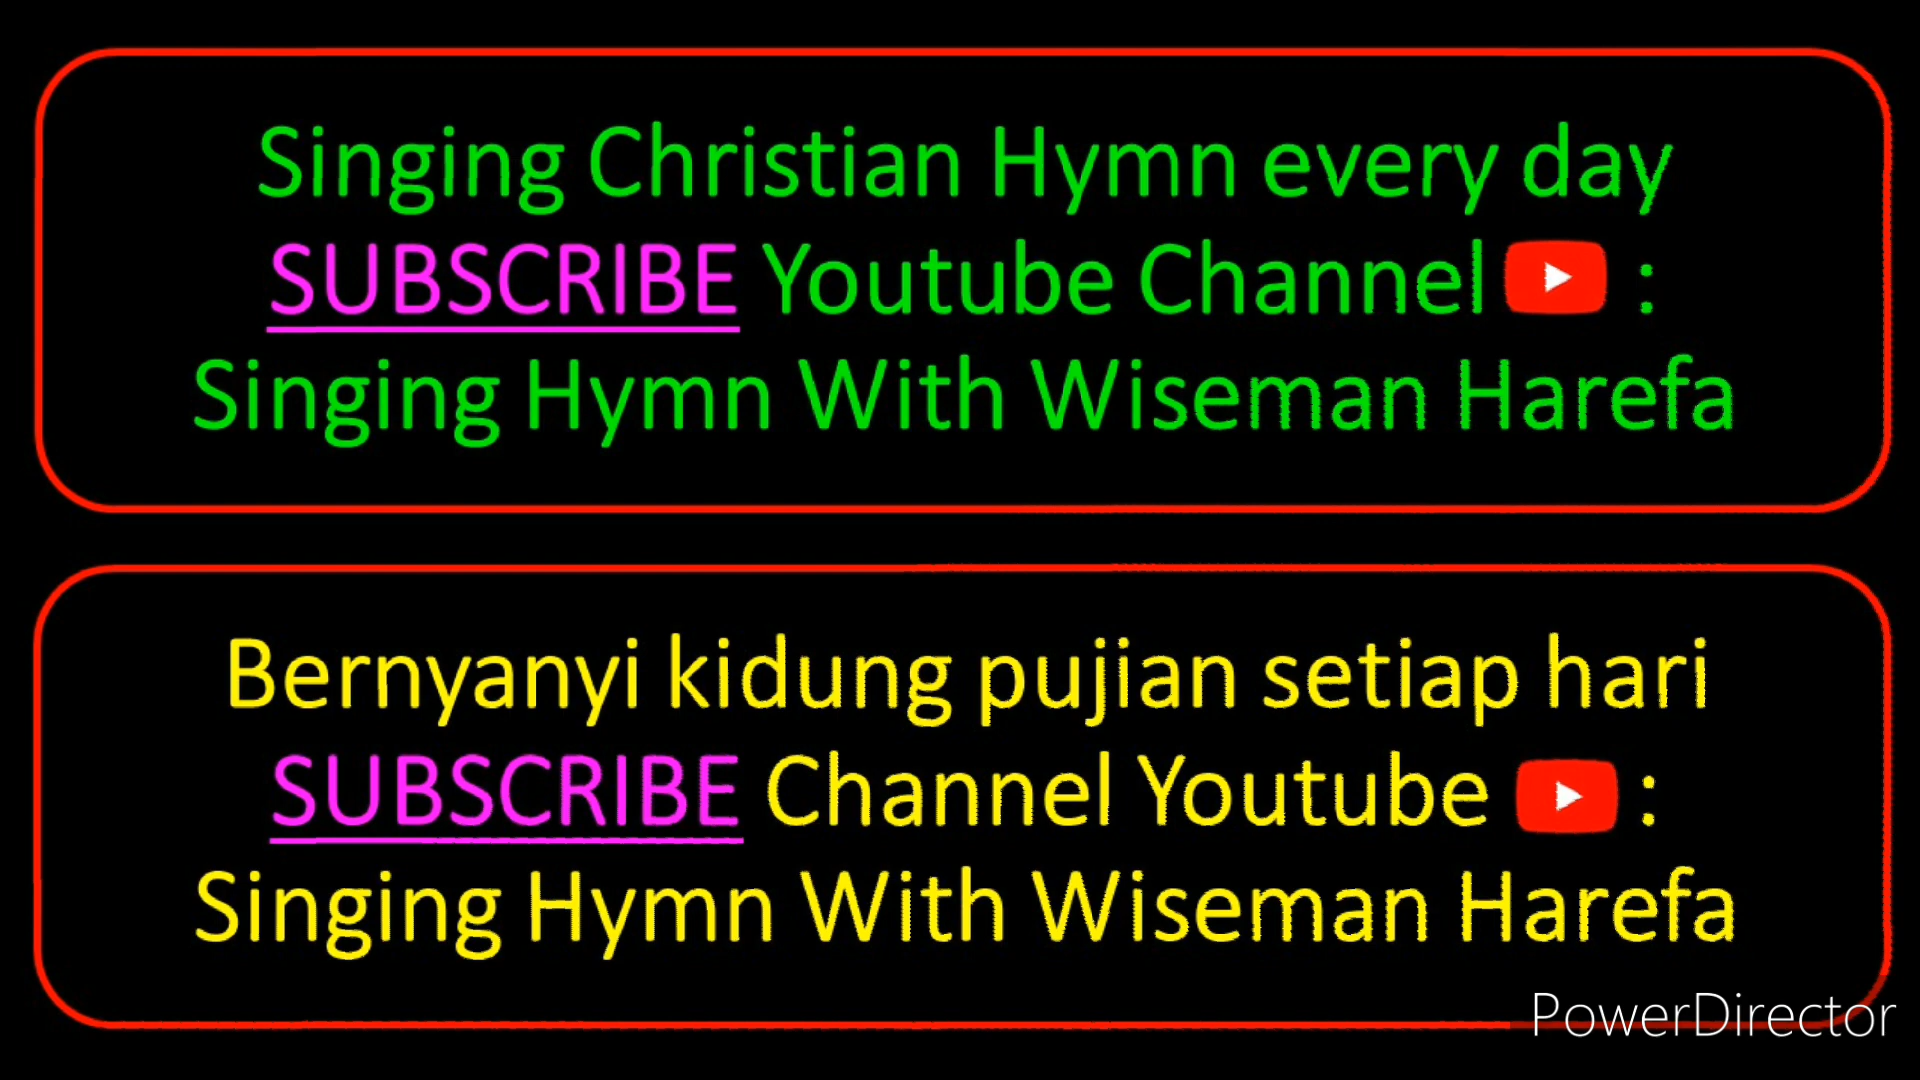 Singing Christian Hymn every day
SUBSCRIBE Youtube Channel :
Singing Hymn With Wiseman Harefa
Bernyanyi kidung pujian setiap hari
SUBSCRIBE Channel Youtube :
Singing Hymn With Wiseman Harefa
PowerDirector